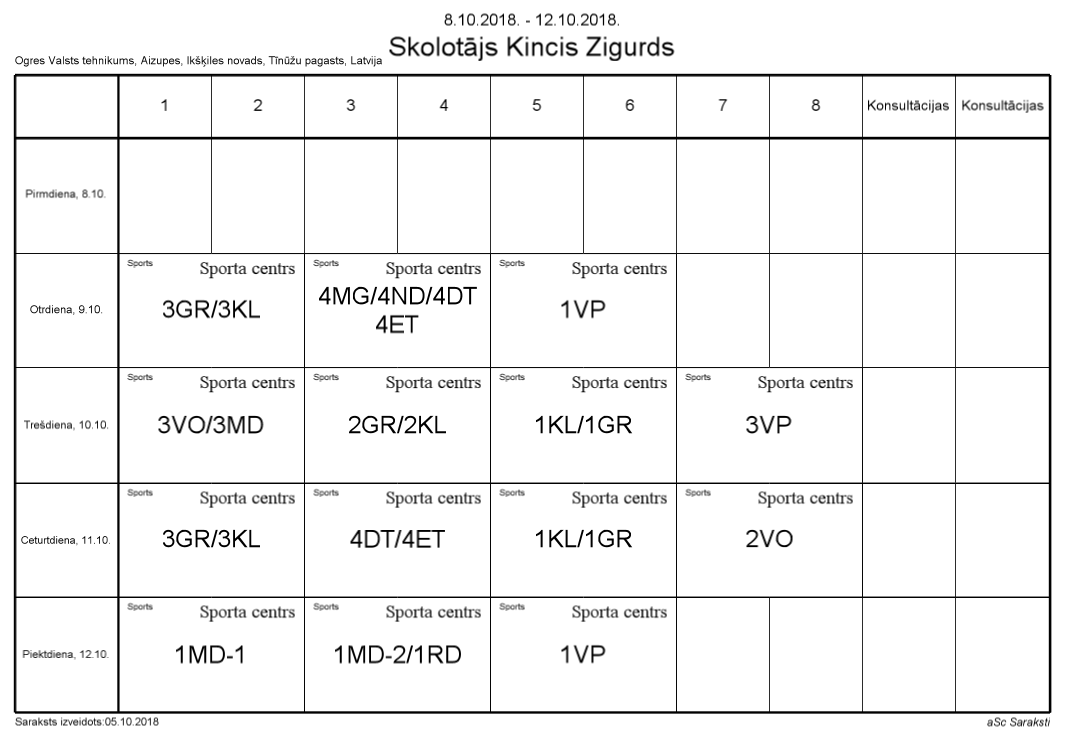 8.10.2018. - 12.10.2018.
Skolotājs Kincis Zigurds
Ogres Valsts tehnikums, Aizupes, Ikšķiles novads, Tīnūžu pagasts, Latvija
1 2 3 4 5 6 7 8 Konsultācijas Konsultācijas
Pirmdiena, 8.10.
Sports Sporta centrs Sports Sporta centrs Sports Sporta centrs
Otrdiena, 9.10. 3GR/3KL 4MG/4ND/4DT 1VP
4ET
Sports Sporta centrs Sports Sporta centrs Sports Sporta centrs Sports Sporta centrs
Trešdiena, 10.10. 3VO/3MD 2GR/2KL 1KL/1GR 3VP
Sports Sporta centrs Sports Sporta centrs Sports Sporta centrs Sports Sporta centrs
Ceturtdiena, 11.10. 3GR/3KL 4DT/4ET 1KL/1GR 2VO
Sports Sporta centrs Sports Sporta centrs Sports Sporta centrs
Piektdiena, 12.10. 1MD-1 1MD-2/1RD 1VP
Saraksts izveidots:05.10.2018 aSc Saraksti